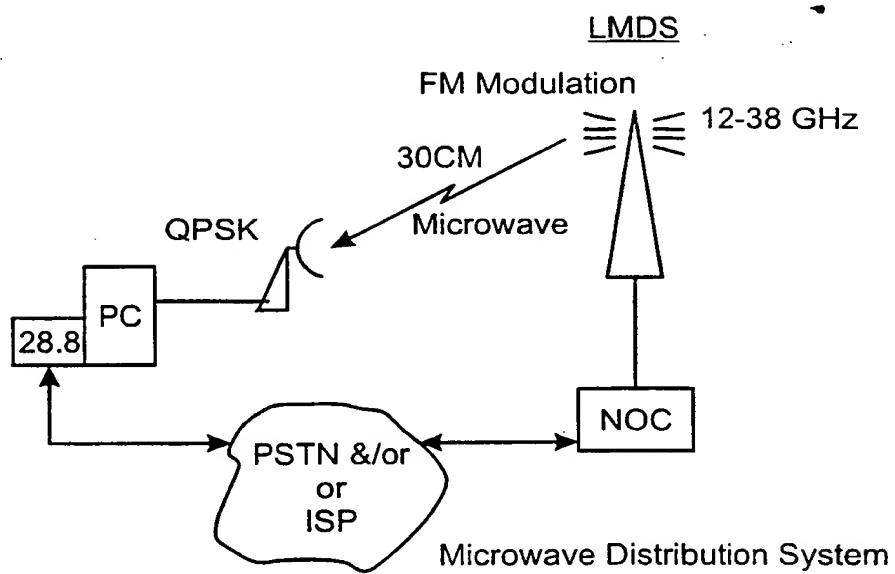 LMDS
FM Modulation
12-38 GHz
30CM
Microwave
QPSK
PC
28.8
NOC
PSTN &/or
or
ISP
Microwave Distribution System